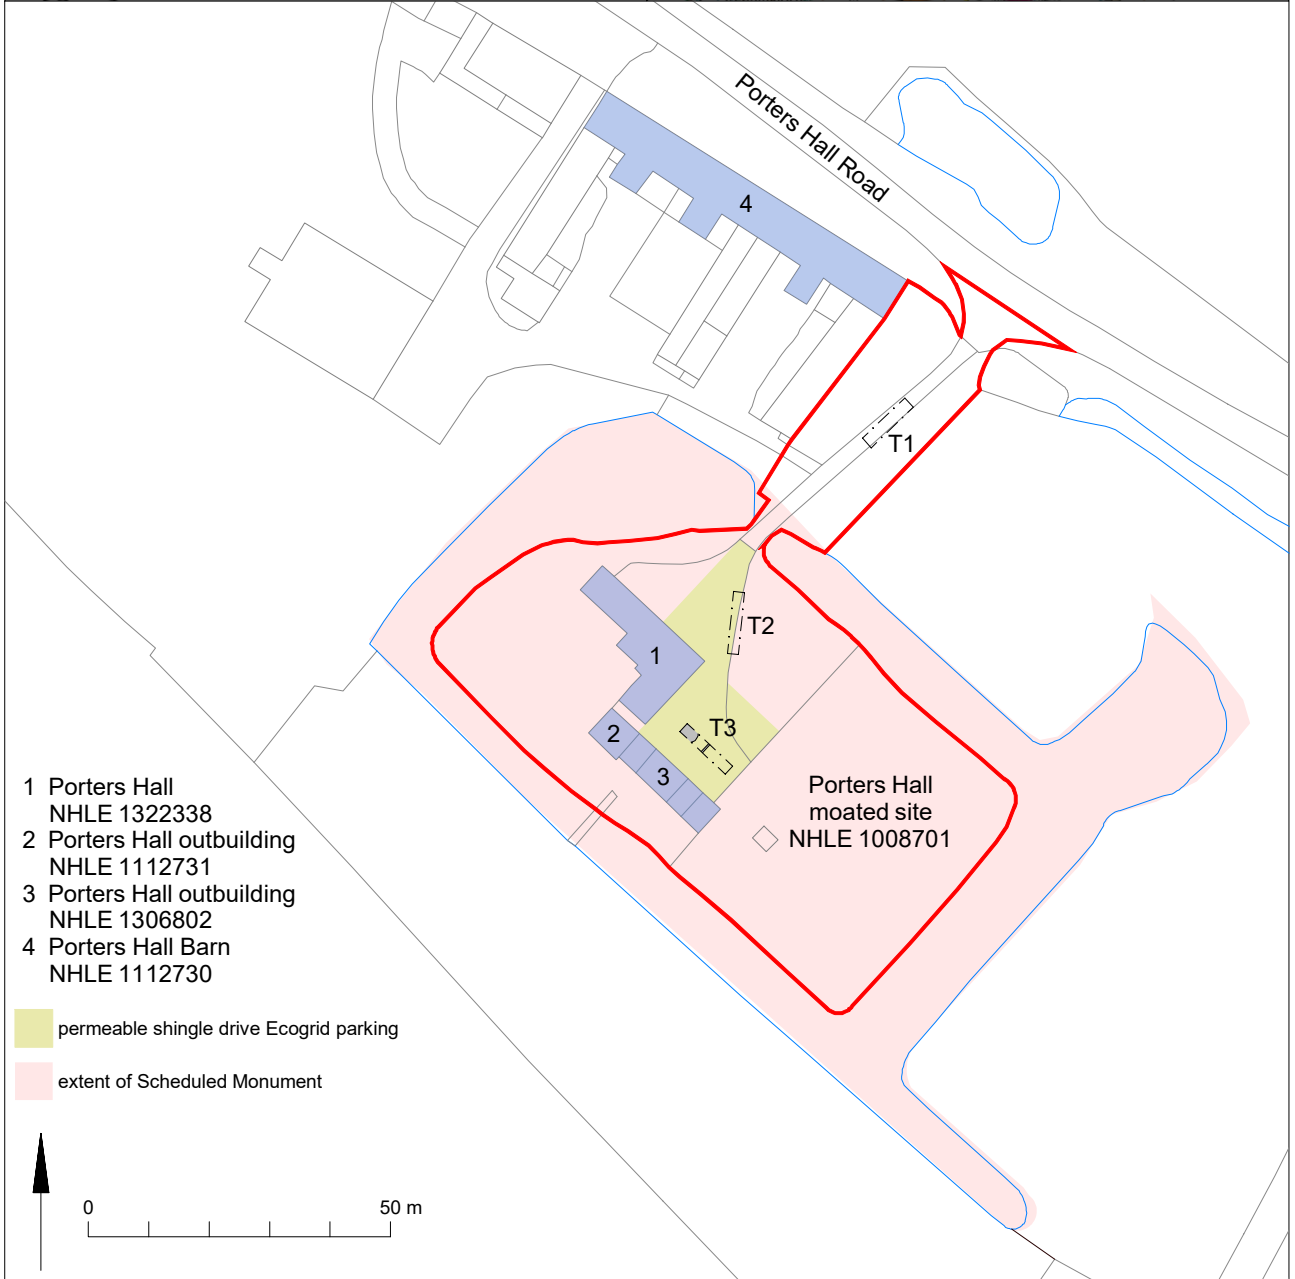 Porters Hall Road
4
T1
T2
1
T3
2
3
Porters Hall
moated site
NHLE 1008701
1 Porters Hall
NHLE 1322338
2 Porters Hall outbuilding
NHLE 1112731
3 Porters Hall outbuilding
NHLE 1306802
4 Porters Hall Barn
NHLE 1112730
permeable shingle drive Ecogrid parking
extent of Scheduled Monument
0 50 m